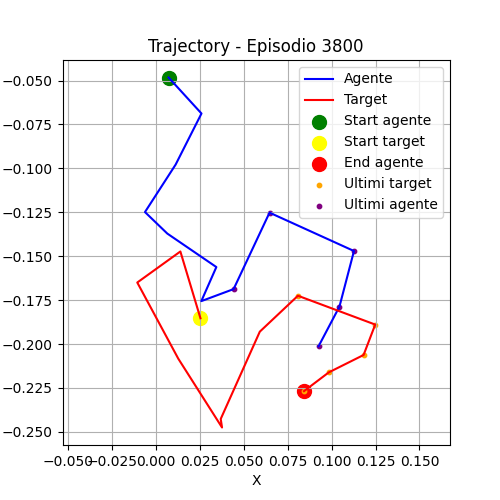 Trajectory - Episodio 3800
Agente
Target
Start agente
Start target
End agente
Ultimi target
Ultimi agente
−0.050
−0.075
−0.100
−0.125
−0.150
−0.175
−0.200
−0.225
−0.250
−0.050 −0.025 0.000 0.025 0.050 0.075 0.100 0.125 0.150
X